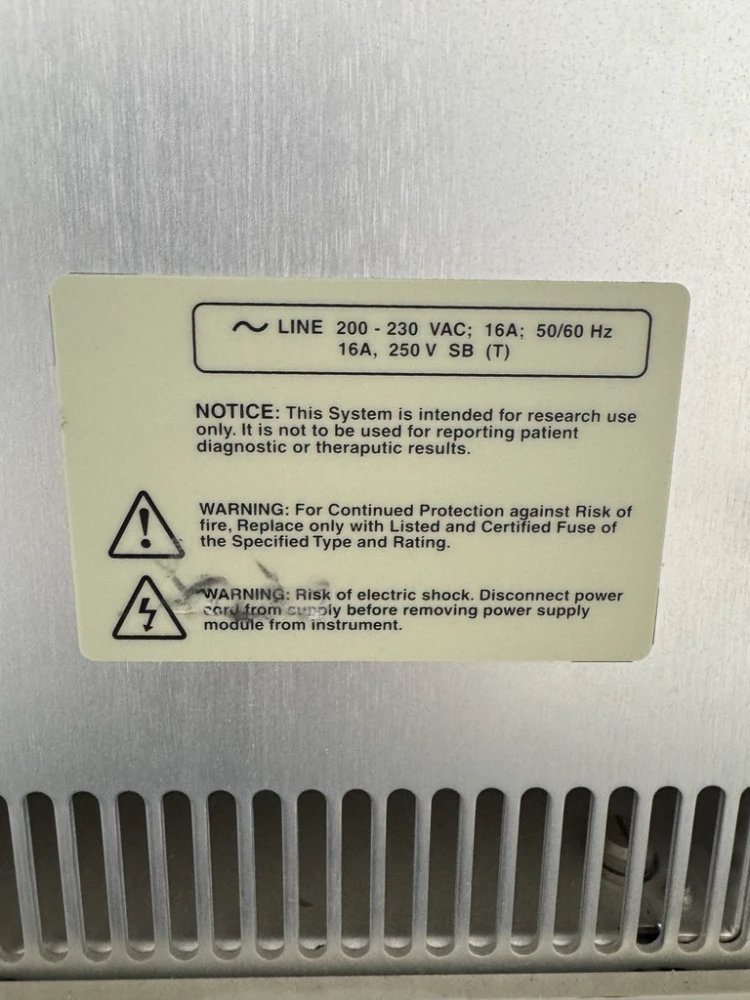 ~ LINE 200 - 230 VAC; 16A; 50/60 Hz
16A, 250 V SB (T)
NOTICE: This System is intended for research use
only. It is not to be used for reporting patient
diagnostic or theraputic results.
WARNING: For Continued Protection against Risk of
fire, Replace only with Listed and Certified Fuse of
the Specified Type and Rating.
WARNING: Risk of electric shock. Disconnect power
cord from supply before removing power supply
module from instrument.